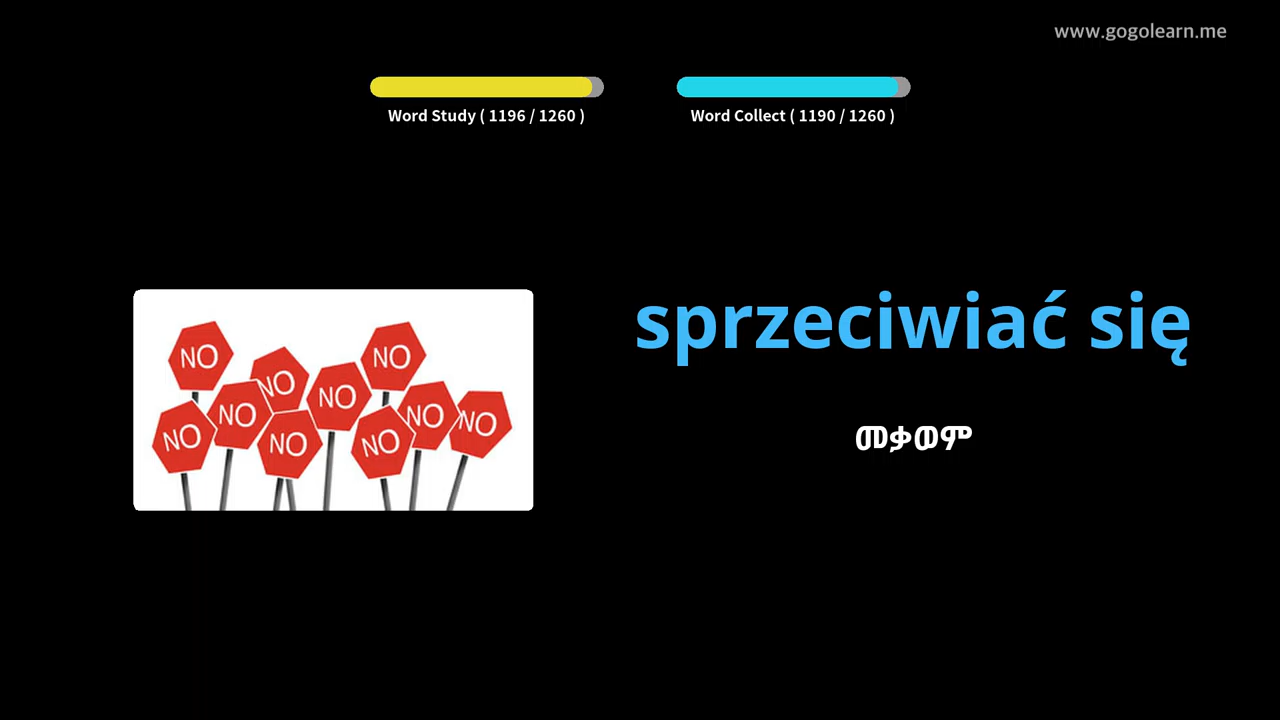 www.gogolearn.me
Word Study ( 1196 / 1260 )
Word Collect ( 1190 / 1260 )
sprzeciwiać się
መቃወም
NO
NO
NO
NO
NO
NO
NO
NO
NO
NO